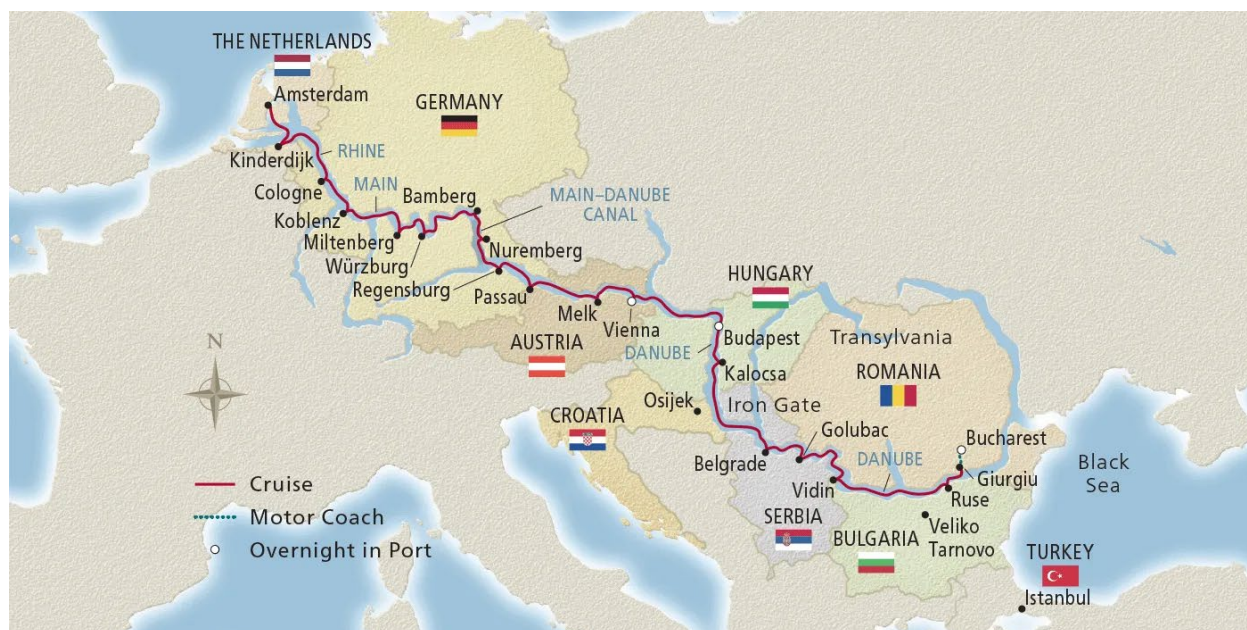 THE NETHERLANDS
Amsterdam
GERMANY
Kinderdijk
RHINE
Cologne
MAIN
Bamberg
MAIN–DANUBE
CANAL
Koblenz
Miltenberg
Würzburg
Nuremberg
Regensburg
Passau
Melk
Vienna
HUNGARY
AUSTRIA
DANUBE
Budapest
Transylvania
Kalocsa
ROMANIA
Osijek
Iron Gate
CROATIA
Golubac
Bucharest
Belgrade
DANUBE
Giurgiu
Black
Sea
Vidin
Ruse
SERBIA
Veliko
Tarnovo
BULGARIA
TURKEY
Istanbul
N
Cruise
Motor Coach
Overnight in Port